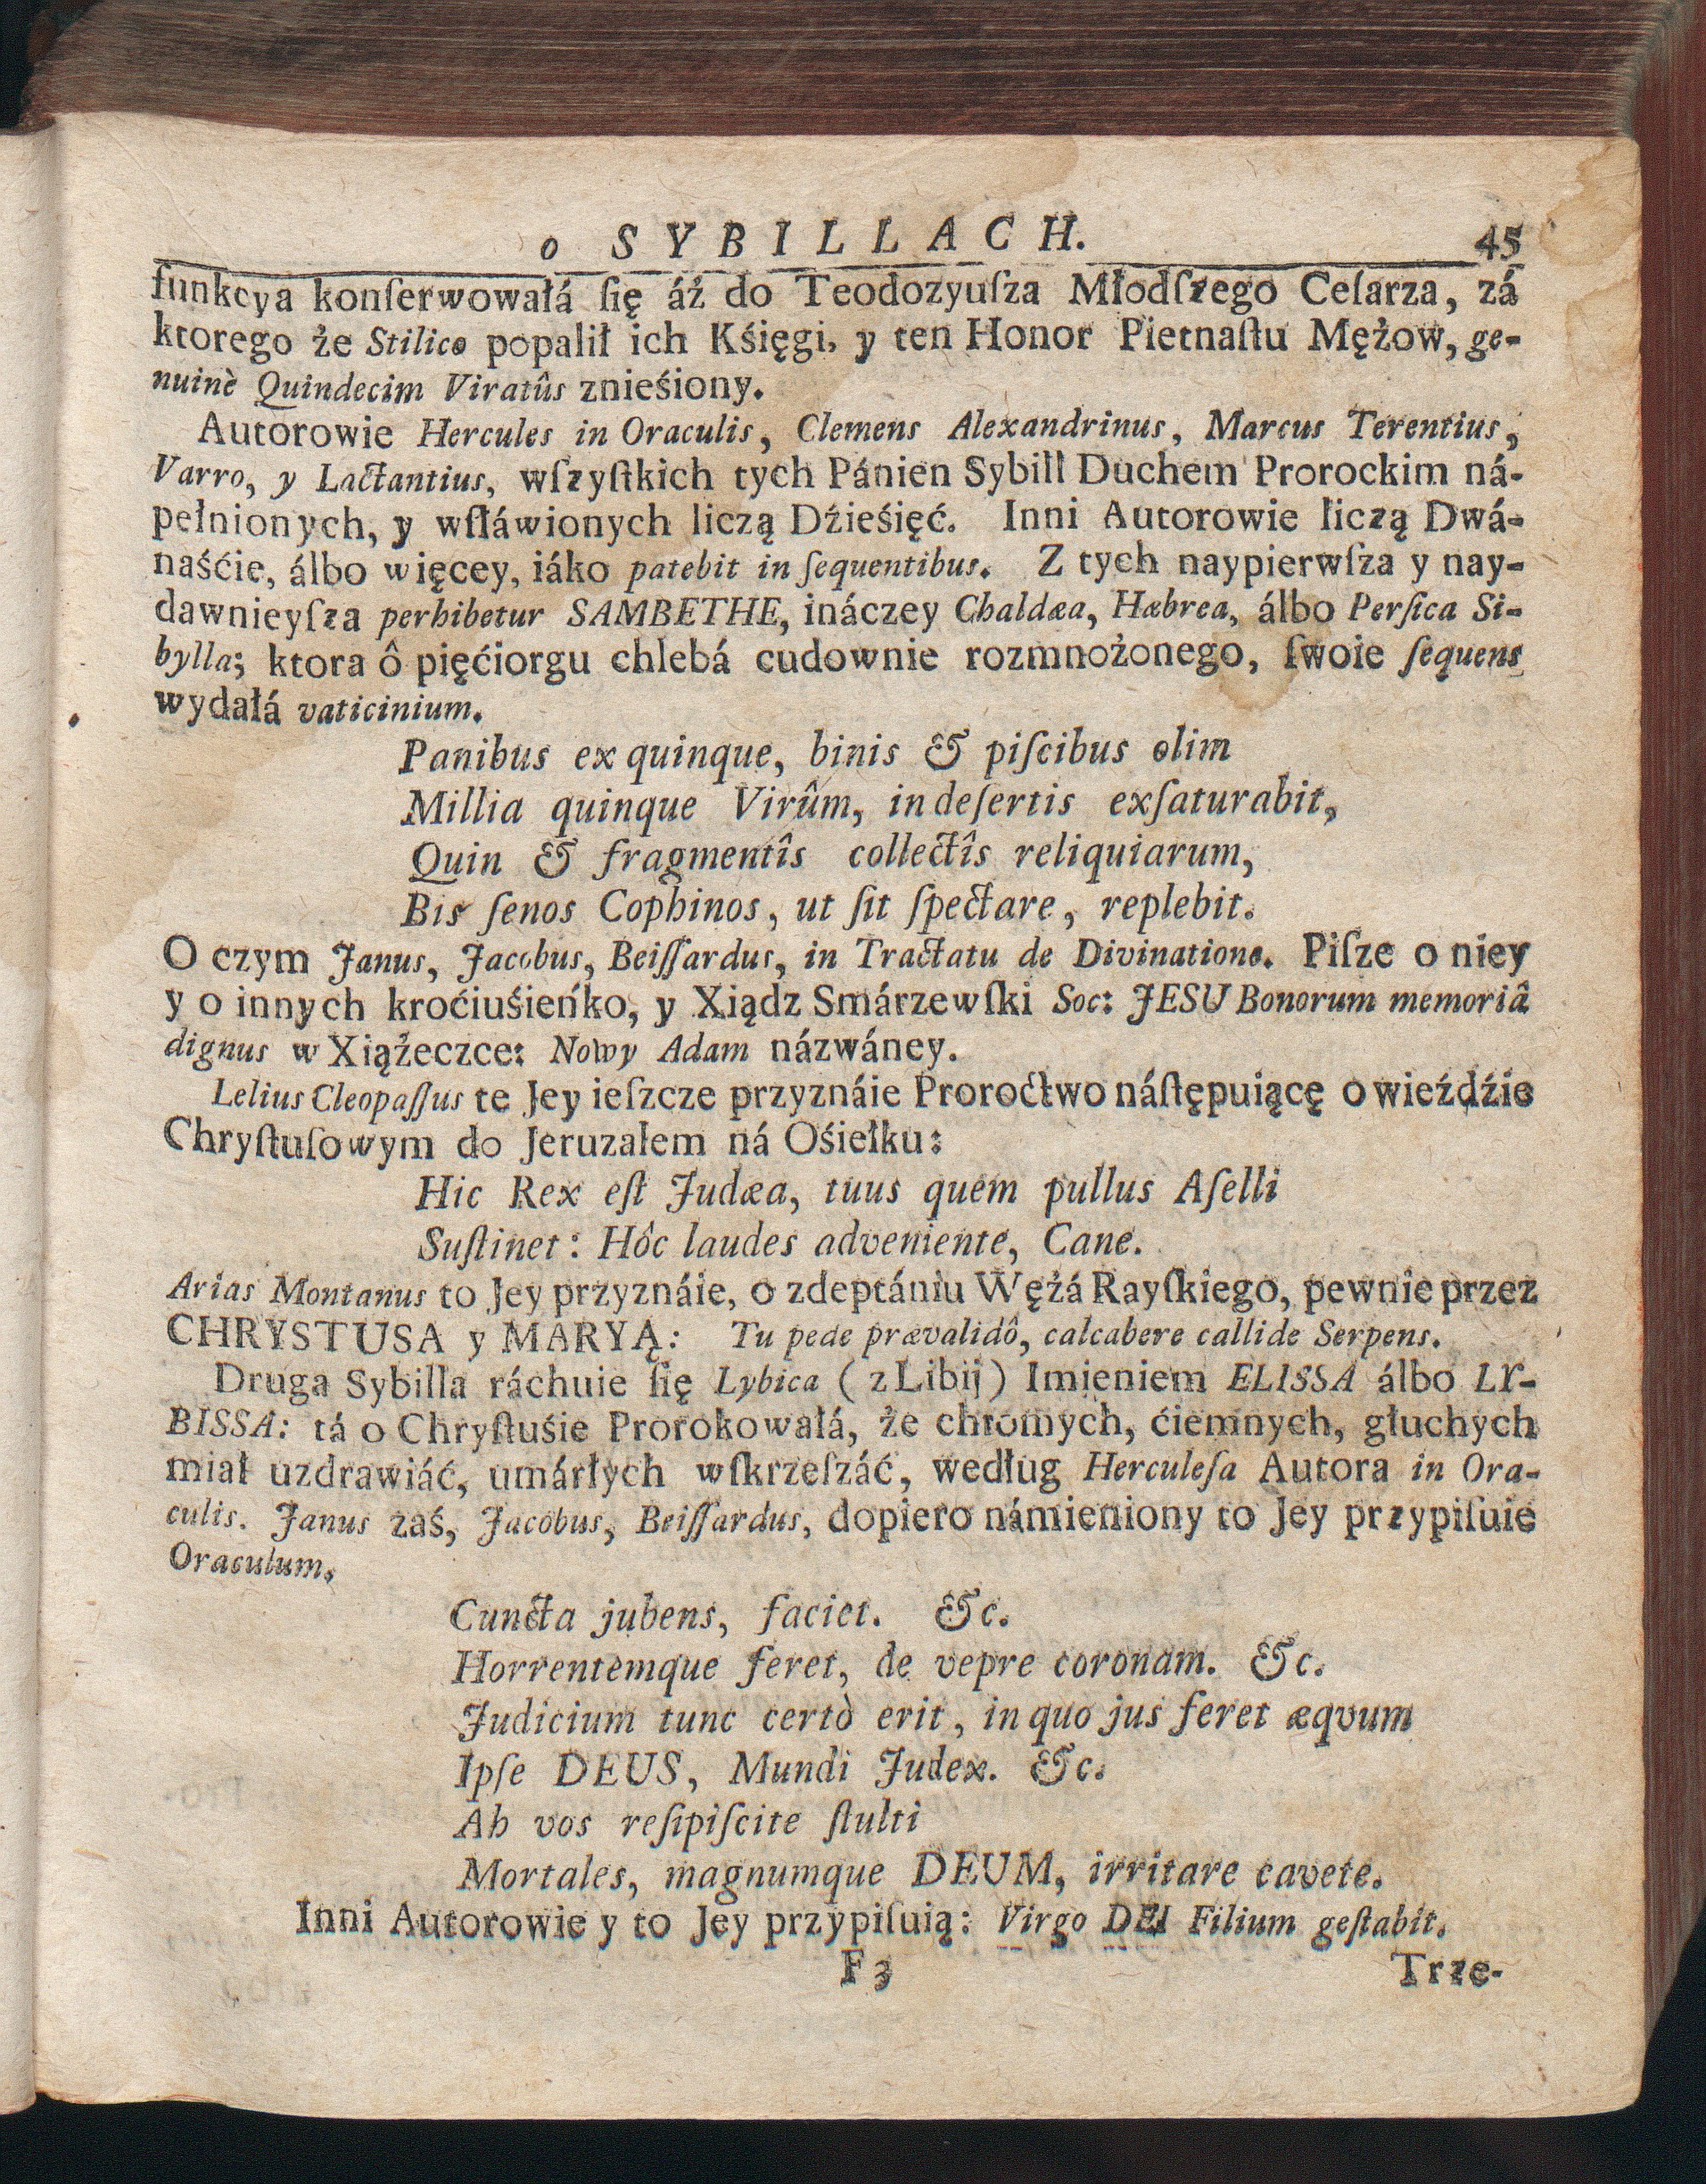 o SYBILLACH. 45
funkcya konſerwowałá ſię áż do Teodozyuſza Młodſzego Ceſarza, zá
ktorego że Stilico popalił ich Kśięgi, y ten Honor Pietnaſtu Mężow, ge-
nuinè Quindecim Viratûs znieśiony.
Autorowie Hercules in Oraculis, Clemens Alexandrinus, Marcus Terentius,
Varro, y Lactantius, wſzyſtkich tych Pánien Sybill Duchem Prorockim ná-
pełnionych, y wſłáwionych liczą Dźieśięć. Inni Autorowie liczą Dwá-
naśćie, álbo więcey, iáko patebit in ſequentibus. Z tych naypierwſza y nay-
dawnieyſza perhibetur SAMBETHE, ináczey Chaldæa, Hæbrea, álbo Perſica Si-
bylla; ktora ô pięćiorgu chlebá cudownie rozmnożonego, ſwoie ſequens
wydałá vaticinium.
Panibus ex quinque, binis & piſcibus olim
Millia quinque Virûm, in deſertis exſaturabit,
Quin & fragmentîs collectîs reliquiarum,
Bis ſenos Cophinos, ut ſit ſpectare, replebit.
O czym Janus, Jacobus, Beiſſardus, in Tractatu de Divinatione. Piſze o niey
y o innych kroćiuśieńko, y Xiądz Smárzewſki Soc: JESU Bonorum memoriâ
dignus w Xiążeczce: Nowy Adam názwáney.
Lelius Cleopaſſus te Jey ieſzcze przyznáie Proroctwo náſtępuiącę o wieźdźie
Chryſtuſowym do Jeruzalem ná Ośiełku:
Hic Rex eſt Judæa, tuus quem pullus Aſelli
Suſtinet: Hôc laudes adveniente, Cane.
Arias Montanus to Jey przyznáie, o zdeptániu Wężá Rayſkiego, pewnie przez
CHRYSTUSA y MARYĄ: Tu pede prævalidô, calcabere callide Serpens.
Druga Sybilla ráchuie ſię Lybica (z Libij) Imieniem ELISSA álbo LY-
BISSA: tá o Chryſtuśie Prorokowałá, że chromych, ćiemnych, głuchych
miał uzdrawiáć, umárłych wſkrzeſzáć, według Herculeſa Autora in Ora-
culis. Janus zaś, Jacobus, Beiſſardus, dopiero námieniony to Jey przypiſuie
Oraculum.
Cuncta jubens, faciet. &c.
Horrentemque feret, de vepre coronam. &c.
Judicium tunc certò erit, in quo jus feret æqvum
Ipſe DEUS, Mundi Judex. &c.
Ah vos reſipiſcite ſtulti
Mortales, magnumque DEUM, irritare cavete.
Inni Autorowie y to Jey przypiſuią: Virgo DEI Filium geſtabit.
F3 Trze-